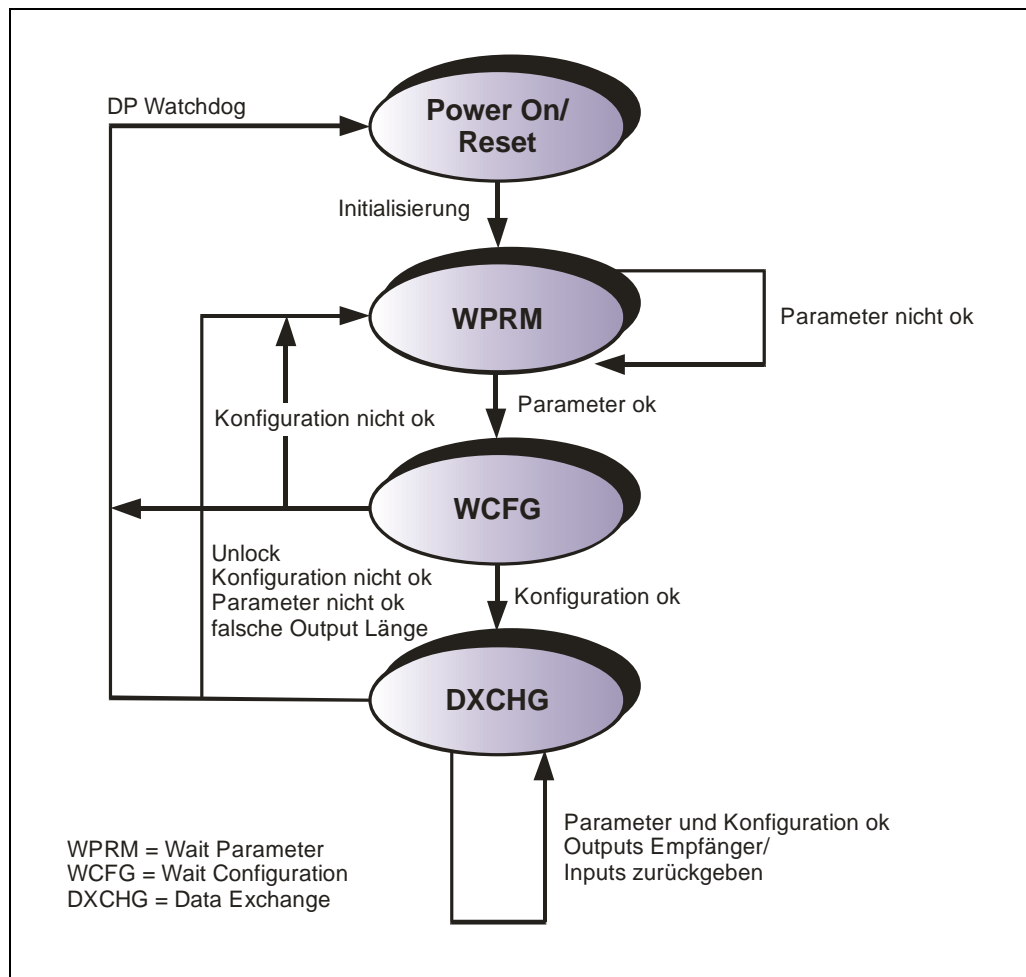 DP Watchdog
Power On/
Reset
Initialisierung
WPRM
Parameter nicht ok
Parameter ok
Konfiguration nicht ok
WCFG
Unlock
Konfiguration nicht ok
Parameter nicht ok
falsche Output Länge
Konfiguration ok
DXCHG
Parameter und Konfiguration ok
Outputs Empfänger/
Inputs zurückgeben
WPRM = Wait Parameter
WCFG = Wait Configuration
DXCHG = Data Exchange